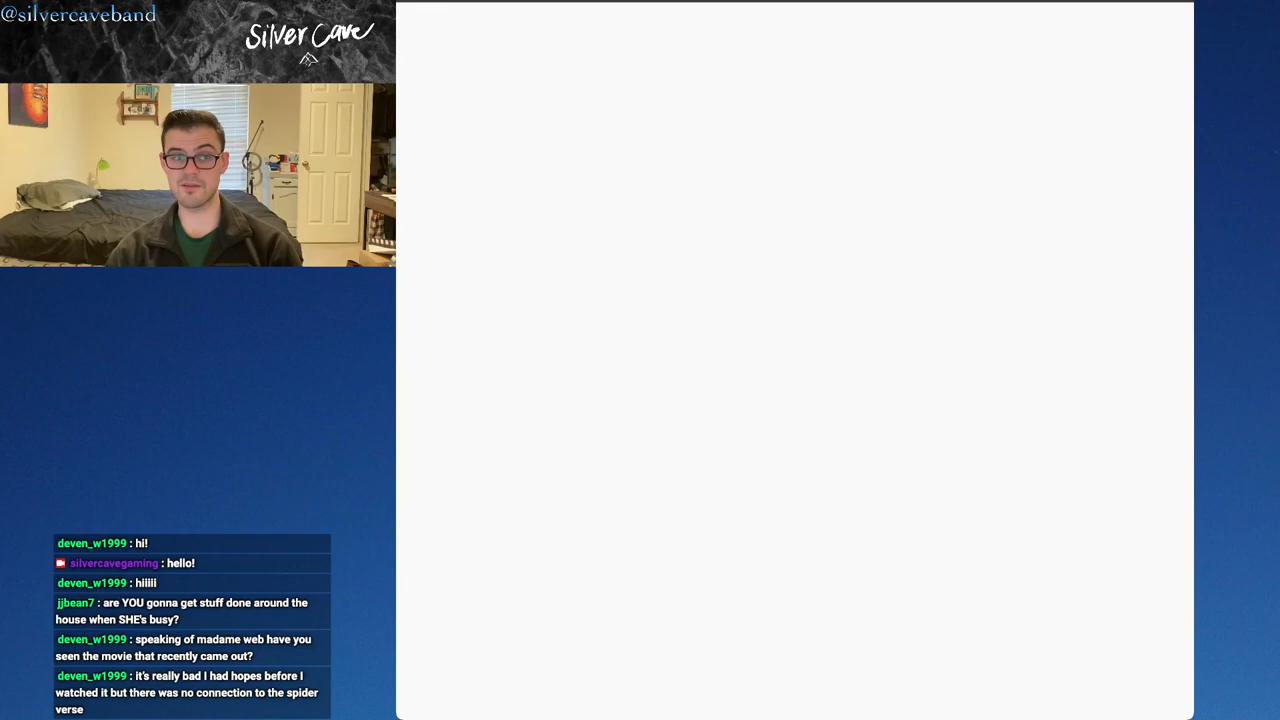 @silvercaveband
Silver Cave
deven_w1999 : hi!
silvercavegaming : hello!
deven_w1999 : hiiiii
jjbean7 : are YOU gonna get stuff done around the
house when SHE's busy?
deven_w1999 : speaking of madame web have you
seen the movie that recently came out?
deven_w1999 : it's really bad I had hopes before I
watched it but there was no connection to the spider
verse